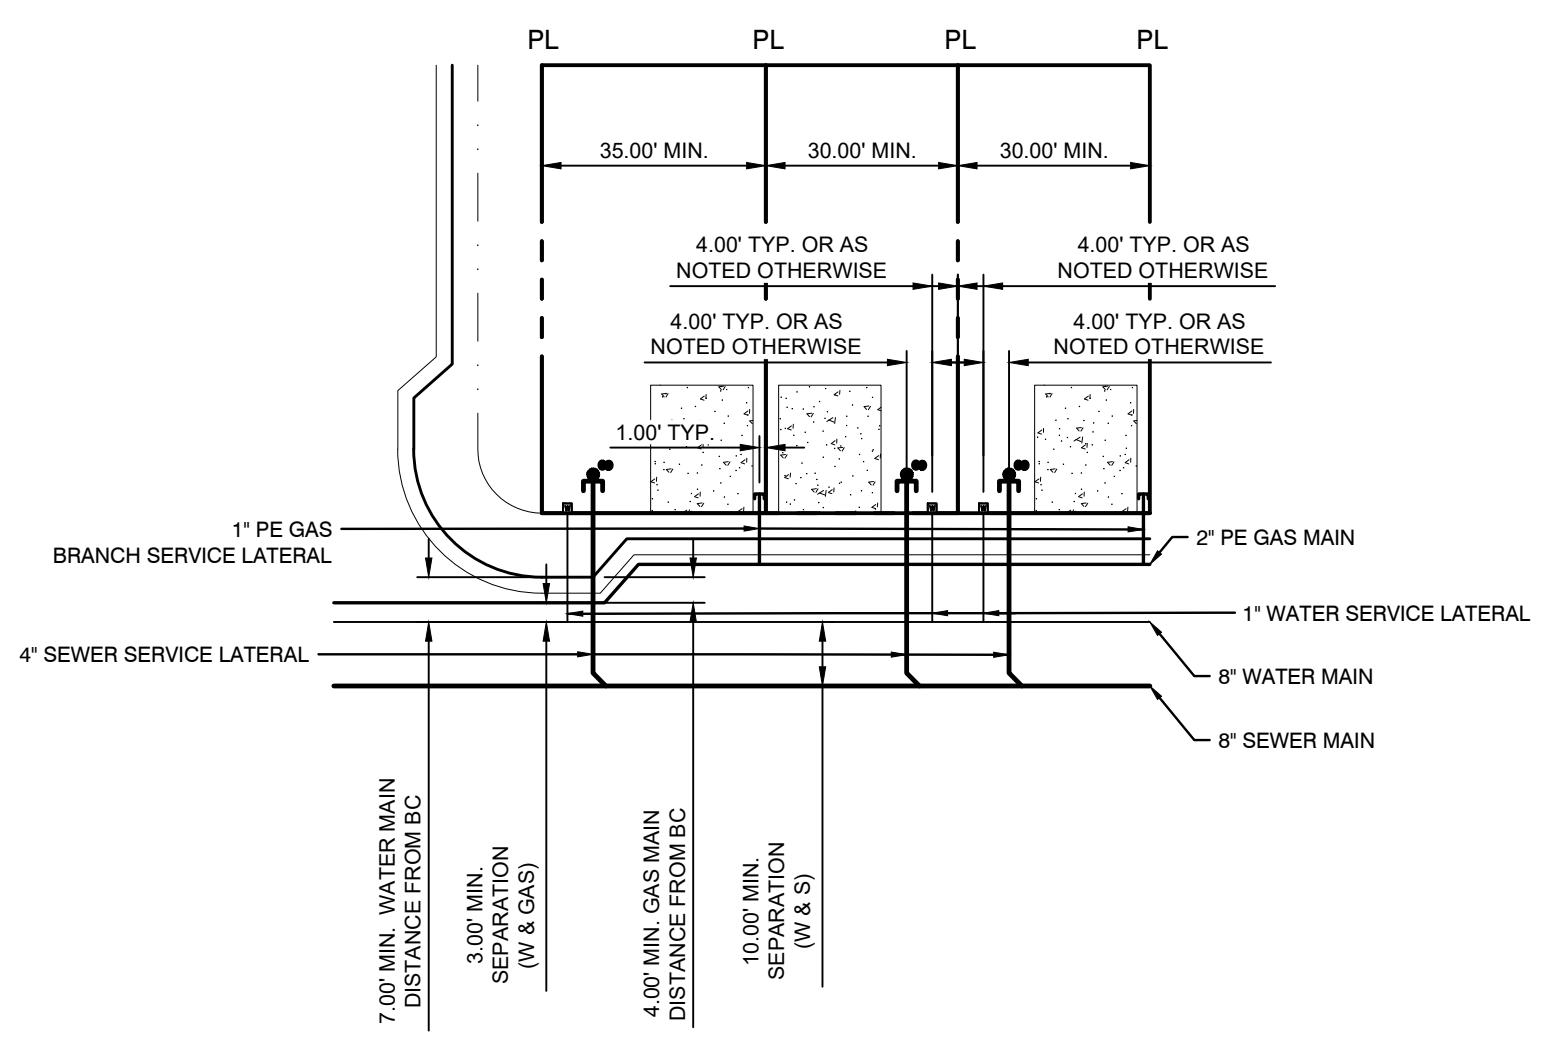 PL
PL
PL
PL
35.00' MIN.
30.00' MIN.
30.00' MIN.
4.00' TYP. OR AS
NOTED OTHERWISE
4.00' TYP. OR AS
NOTED OTHERWISE
4.00' TYP. OR AS
NOTED OTHERWISE
4.00' TYP. OR AS
NOTED OTHERWISE
1.00' TYP.
1" PE GAS
BRANCH SERVICE LATERAL
2" PE GAS MAIN
1" WATER SERVICE LATERAL
4" SEWER SERVICE LATERAL
8" WATER MAIN
8" SEWER MAIN
7.00' MIN. WATER MAIN
DISTANCE FROM BC
3.00' MIN.
SEPARATION
(W & GAS)
4.00' MIN. GAS MAIN
DISTANCE FROM BC
10.00' MIN.
SEPARATION
(W & S)